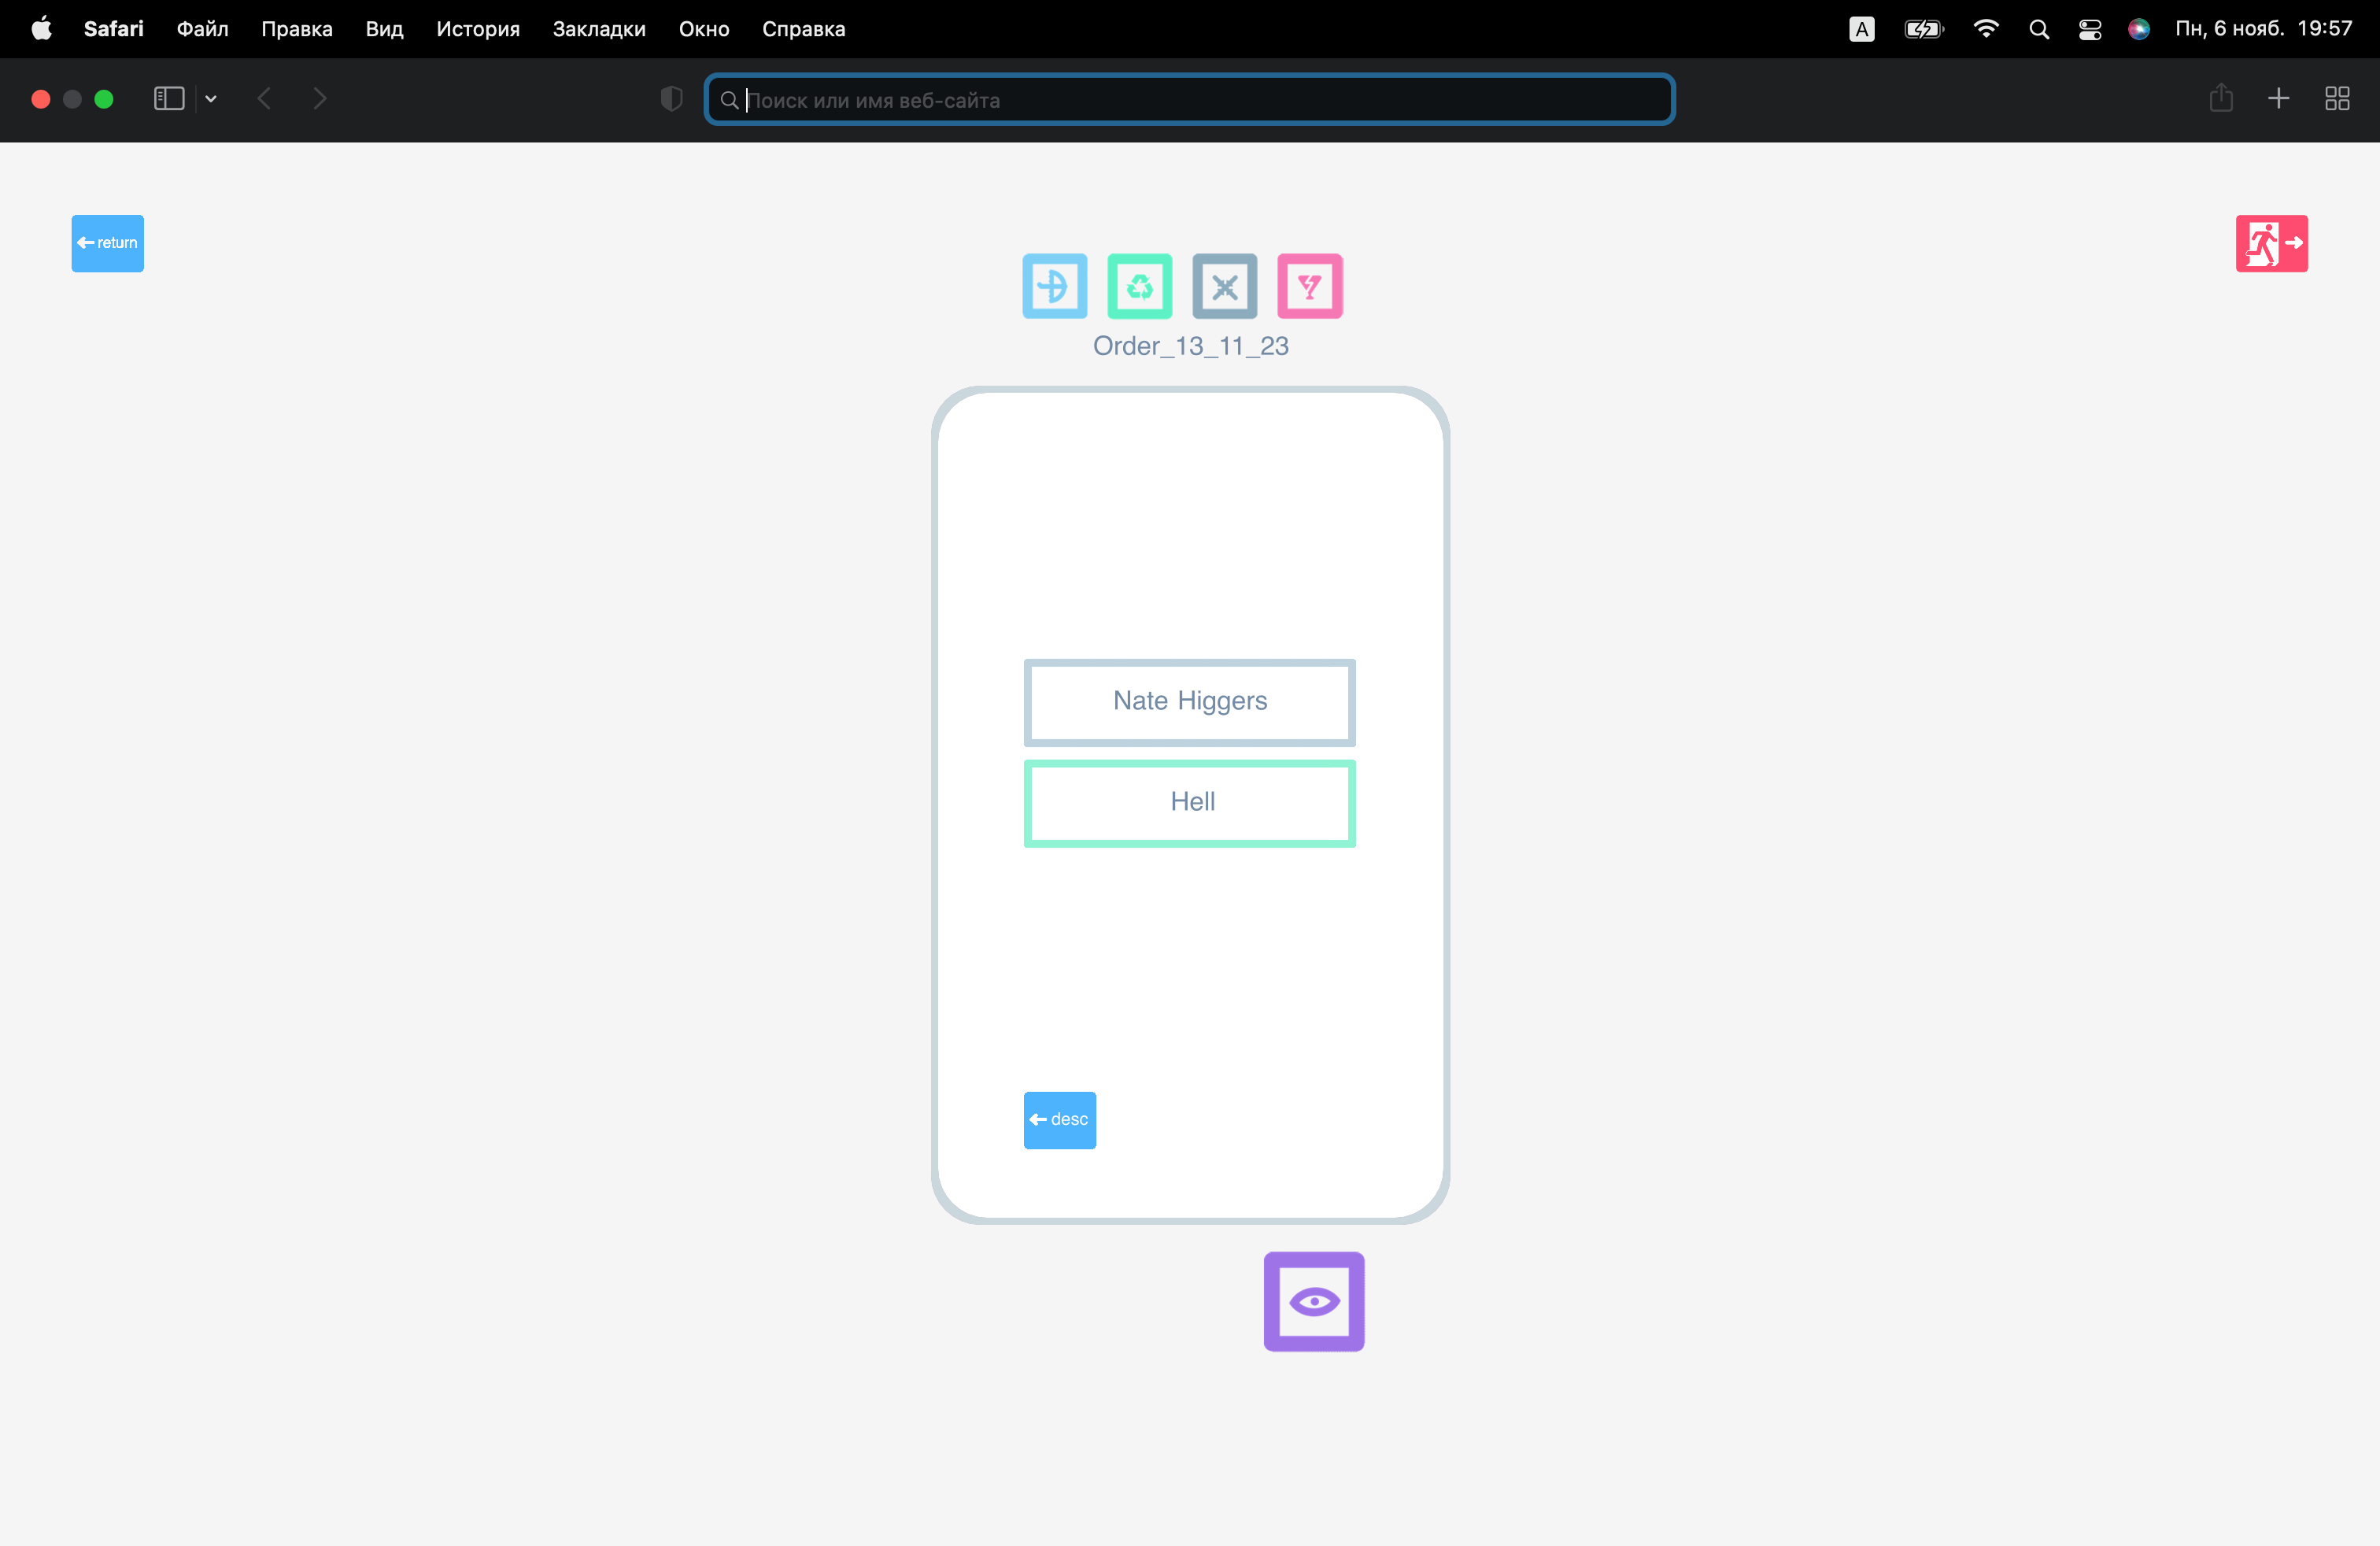 Safari Файл Правка Вид История Закладки Окно Справка A Пн, 6 нояб. 19:57
Поиск или имя веб-сайта
return
Order_13_11_23
Nate Higgers
Hell
desc